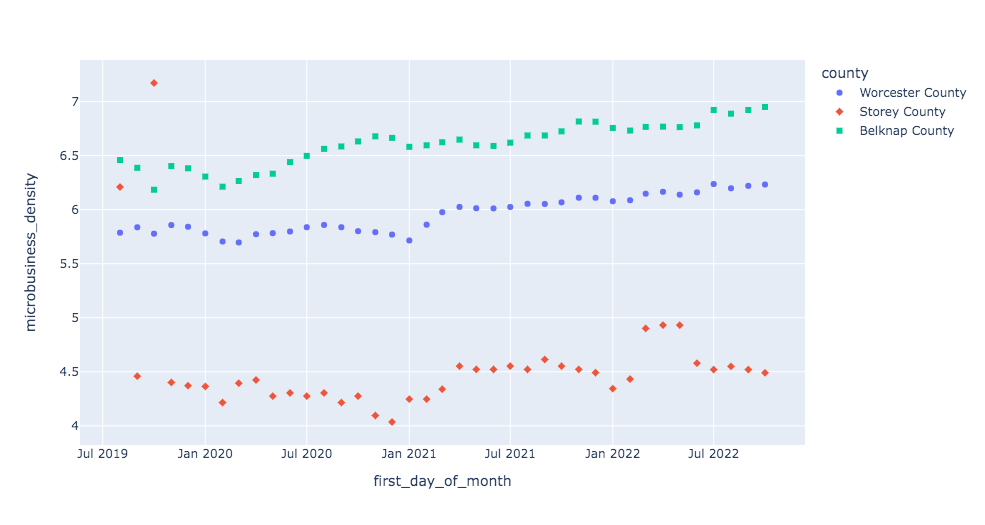 county
Worcester County
Storey County
Belknap County
7
6.5
6
5.5
5
4.5
4
microbusiness_density
Jul 2019
Jan 2020
Jul 2020
Jan 2021
Jul 2021
Jan 2022
Jul 2022
first_day_of_month